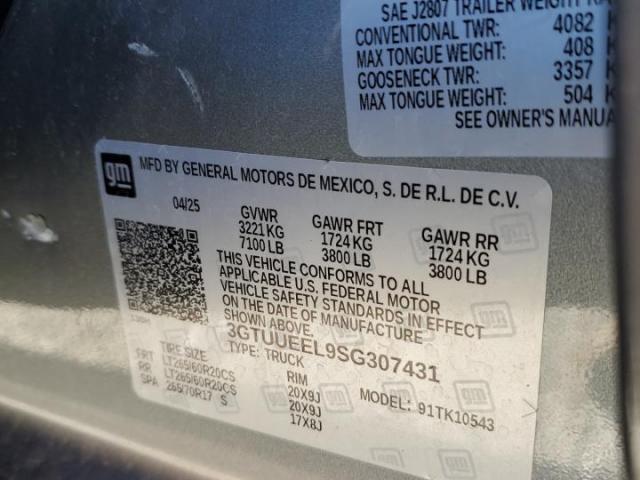 SAE J2807 TRAILER WEIGHT RA
CONVENTIONAL TWR: 4082 K
MAX TONGUE WEIGHT: 408 K
GOOSENECK TWR: 3357 K
MAX TONGUE WEIGHT: 504 K
SEE OWNER'S MANUA
gm MFD BY GENERAL MOTORS DE MEXICO, S. DE R.L. DE C.V.
04/25 GVWR GAWR FRT GAWR RR
3221 KG 1724 KG 1724 KG
7100 LB 3800 LB 3800 LB
THIS VEHICLE CONFORMS TO ALL
APPLICABLE U.S. FEDERAL MOTOR
VEHICLE SAFETY STANDARDS IN EFFECT
ON THE DATE OF MANUFACTURE
SHOWN ABOVE.
3GTUUEEL9SG307431
TYPE: TRUCK
TIRE SIZE RIM MODEL: 91TK10543
FRT LT265/60R20CS 20X9J
RR LT265/60R20CS 20X9J
SPA 265/70R17 S 17X8J